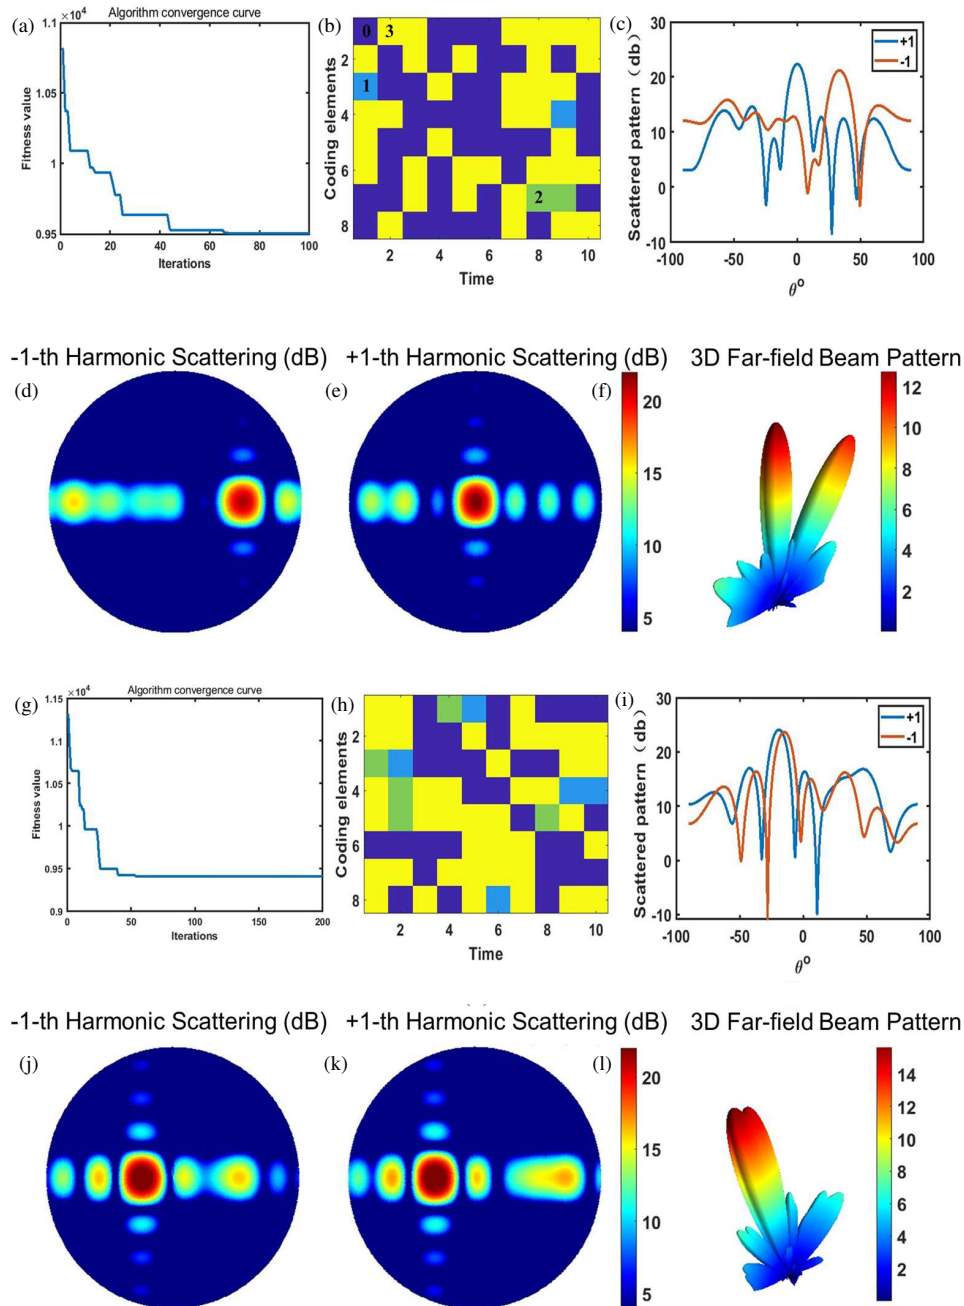 (a)
Algorithm convergence curve
×10⁴
1.1
1.05
1
0.95
0 20 40 60 80 100
Fitness value
Iterations
(b)
0 3
1
2
2 4 6 8
2 4 6 8 10
Coding elements
Time
(c)
30
20
10
0
-10
-100 -50 0 50 100
Scattered pattern (db)
θ°
+1
-1
-1-th Harmonic Scattering (dB)
+1-th Harmonic Scattering (dB)
3D Far-field Beam Pattern
(d)
(e)
20
15
10
5
(f)
12
10
8
6
4
2
(g)
Algorithm convergence curve
×10⁴
1.15
1.1
1.05
1
0.95
0.9
0 50 100 150 200
Fitness value
Iterations
(h)
2 4 6 8
2 4 6 8 10
Coding elements
Time
(i)
30
20
10
0
-10
-100 -50 0 50 100
Scattered pattern (db)
θ°
+1
-1
-1-th Harmonic Scattering (dB)
+1-th Harmonic Scattering (dB)
3D Far-field Beam Pattern
(j)
(k)
20
15
10
5
(l)
14
12
10
8
6
4
2